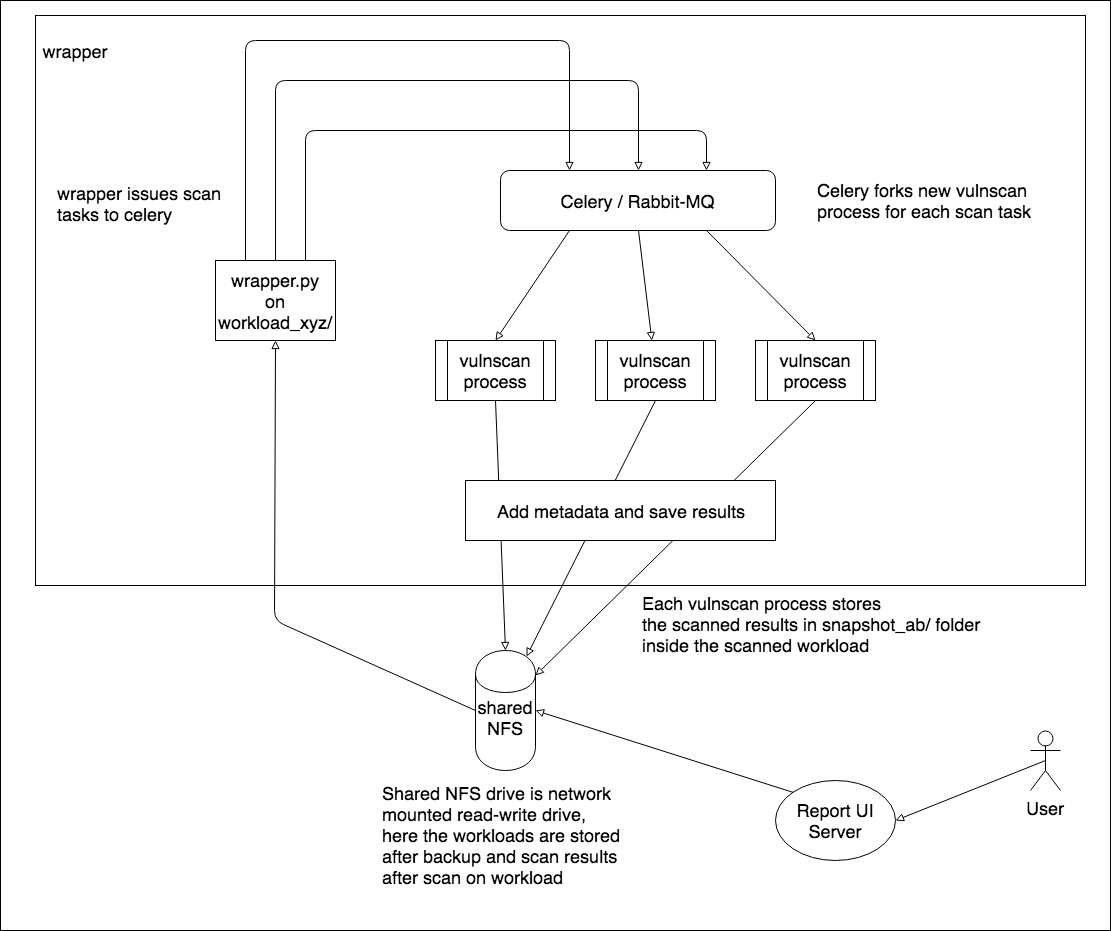 wrapper
wrapper issues scan
tasks to celery
Celery / Rabbit-MQ
Celery forks new vulnscan
process for each scan task
wrapper.py
on
workload_xyz/
vulnscan
process
vulnscan
process
vulnscan
process
Add metadata and save results
Each vulnscan process stores
the scanned results in snapshot_ab/ folder
inside the scanned workload
shared
NFS
Shared NFS drive is network
mounted read-write drive,
here the workloads are stored
after backup and scan results
after scan on workload
Report UI
Server
User